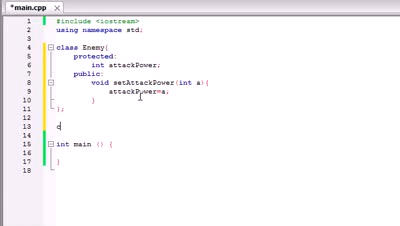 *main.cpp
1 #include <iostream>
2 using namespace std;
3
4 class Enemy{
5 protected:
6 int attackPower;
7 public:
8 void setAttackPower(int a){
9 attackPower=a;
10 }
11 };
12
13 c
14
15 int main () {
16
17 }
18